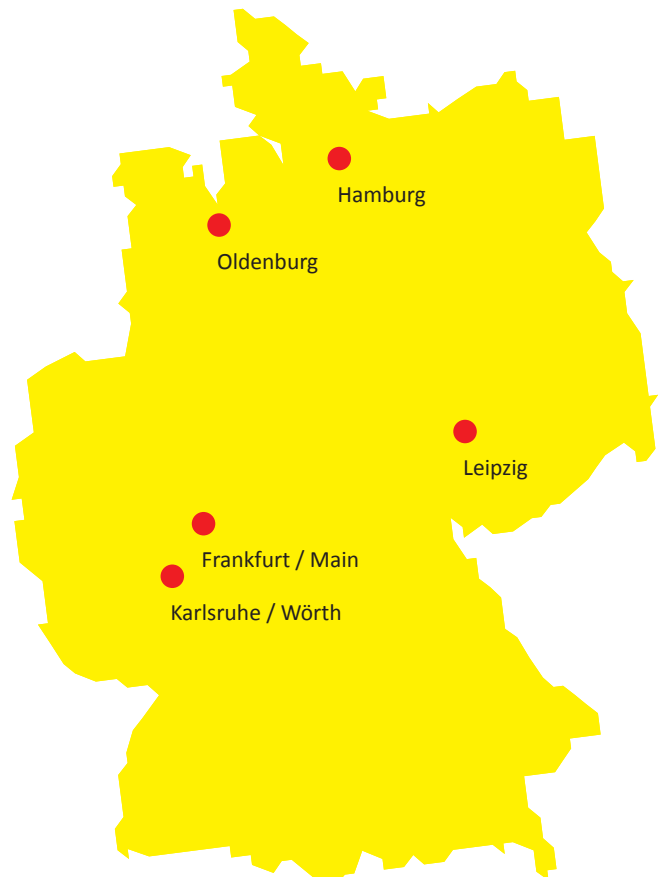 Hamburg
Oldenburg
Leipzig
Frankfurt / Main
Karlsruhe / Wörth